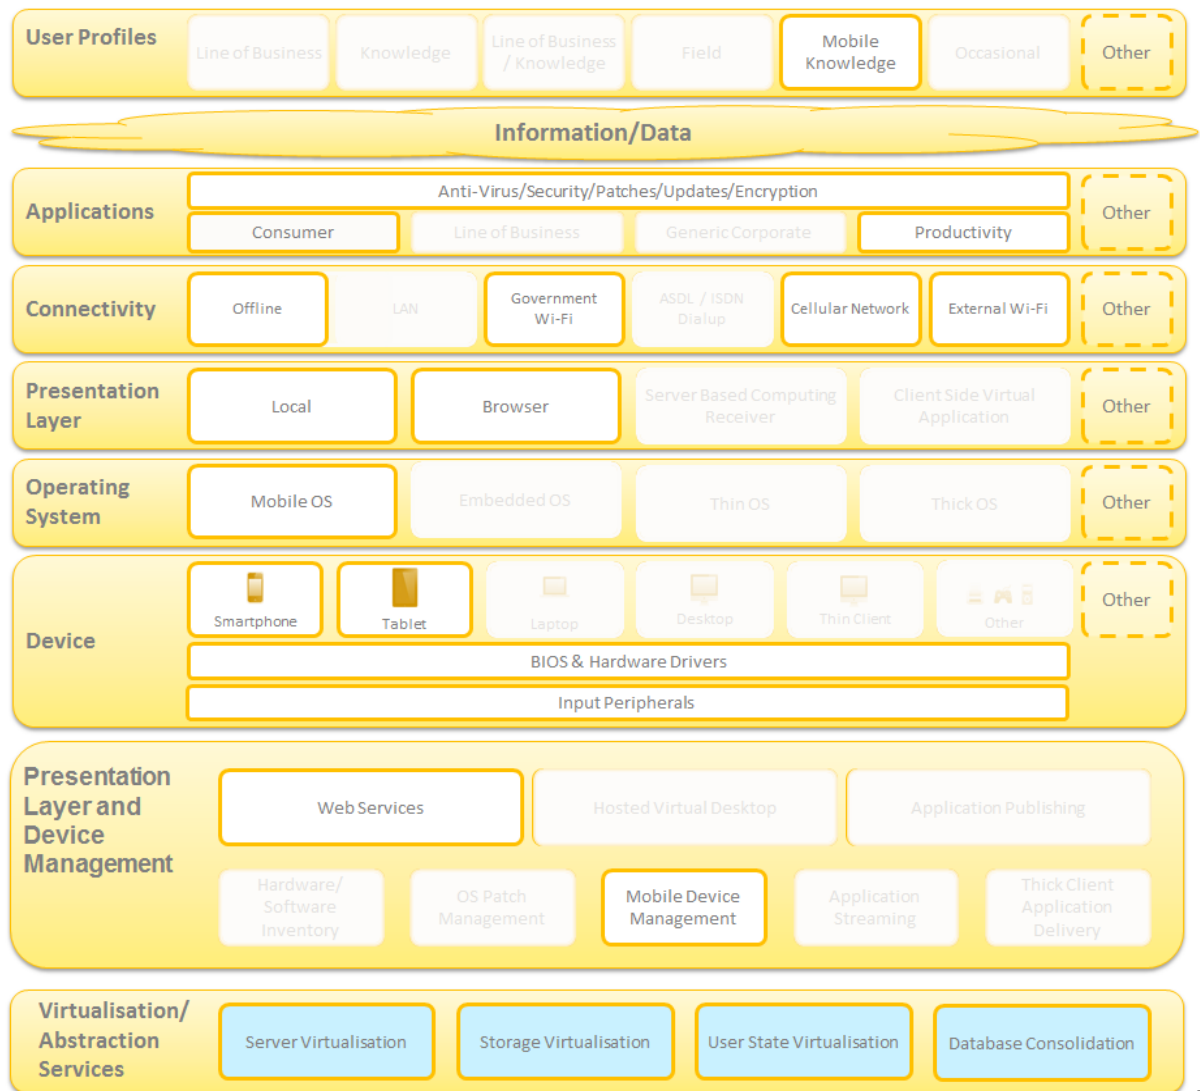 User Profiles
Line of Business
Knowledge
Line of Business
/ Knowledge
Field
Mobile
Knowledge
Occasional
Other
Information/Data
Applications
Anti-Virus/Security/Patches/Updates/Encryption
Consumer
Line of Business
Generic Corporate
Productivity
Other
Connectivity
Offline
LAN
Government
Wi-Fi
ASDL / ISDN
Dialup
Cellular Network
External Wi-Fi
Other
Presentation
Layer
Local
Browser
Server Based Computing
Receiver
Client Side Virtual
Application
Other
Operating
System
Mobile OS
Embedded OS
Thin OS
Thick OS
Other
Device
Smartphone
Tablet
Laptop
Desktop
Thin Client
Other
Other
BIOS & Hardware Drivers
Input Peripherals
Presentation
Layer and
Device
Management
Web Services
Hosted Virtual Desktop
Application Publishing
Hardware/
Software
Inventory
OS Patch
Management
Mobile Device
Management
Application
Streaming
Thick Client
Application
Delivery
Virtualisation/
Abstraction
Services
Server Virtualisation
Storage Virtualisation
User State Virtualisation
Database Consolidation